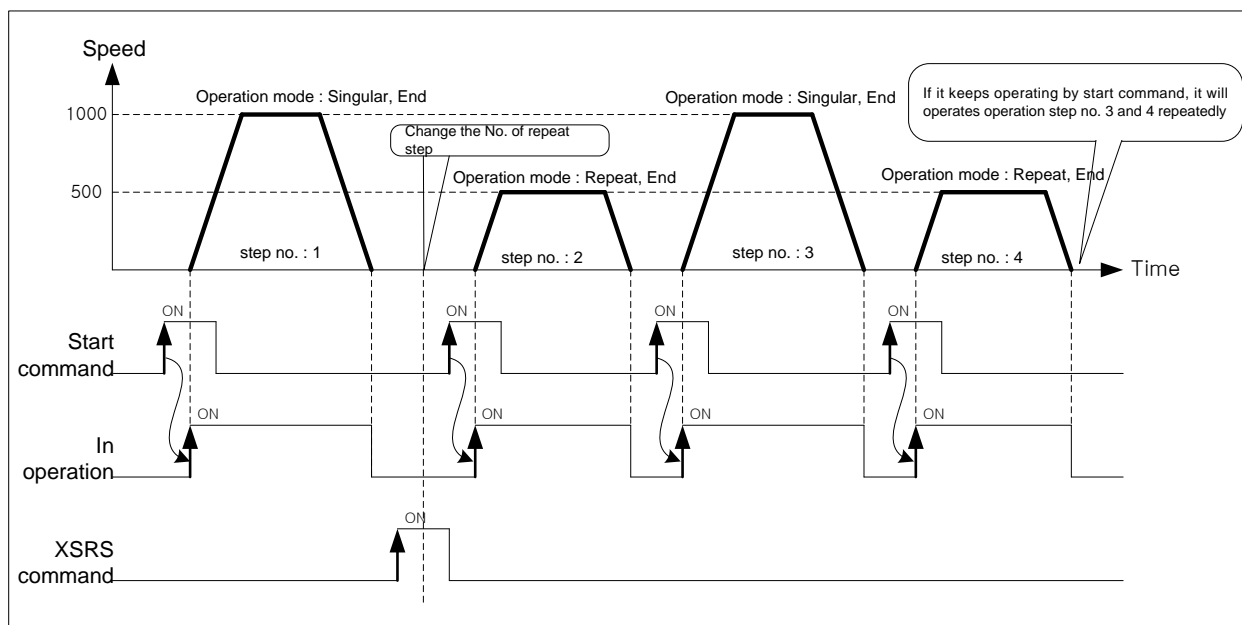 Speed
Operation mode : Singular, End
Operation mode : Singular, End
If it keeps operating by start command, it will
operates operation step no. 3 and 4 repeatedly
1000
Change the No. of repeat
step
Operation mode : Repeat, End
Operation mode : Repeat, End
500
step no. : 1
step no. : 2
step no. : 3
step no. : 4
Time
ON
ON
ON
ON
Start
command
ON
ON
ON
ON
In
operation
ON
XSRS
command